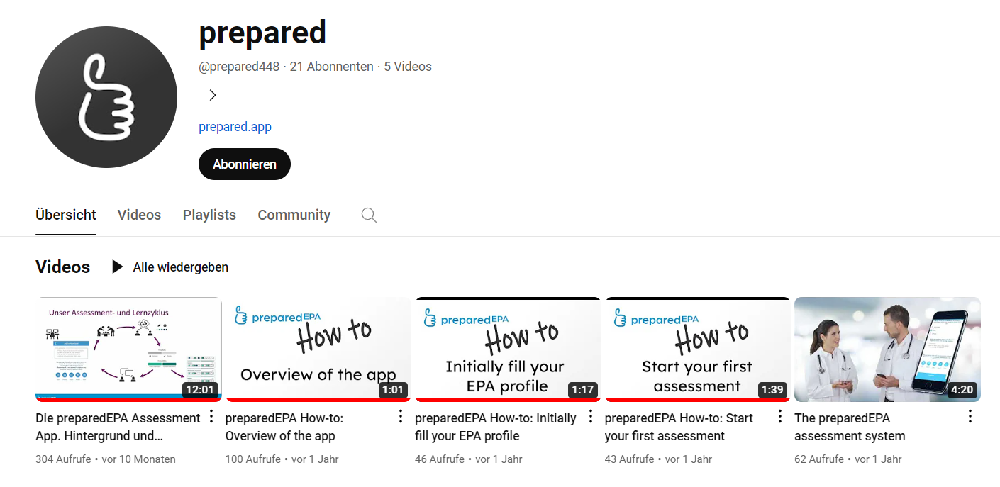 prepared
@prepared448 · 21 Abonnenten · 5 Videos
prepared.app
Abonnieren
Übersicht
Videos
Playlists
Community
Videos
Alle wiedergeben
Unser Assessment- und Lernzyklus
12:01
preparedEPA
How to
Overview of the app
1:01
preparedEPA
How to
Initially fill your
EPA profile
1:17
preparedEPA
How to
Start your first
assessment
1:39
4:20
Die preparedEPA Assessment
App. Hintergrund und...
304 Aufrufe • vor 10 Monaten
preparedEPA How-to:
Overview of the app
100 Aufrufe • vor 1 Jahr
preparedEPA How-to: Initially
fill your EPA profile
46 Aufrufe • vor 1 Jahr
preparedEPA How-to: Start
your first assessment
43 Aufrufe • vor 1 Jahr
The preparedEPA
assessment system
62 Aufrufe • vor 1 Jahr